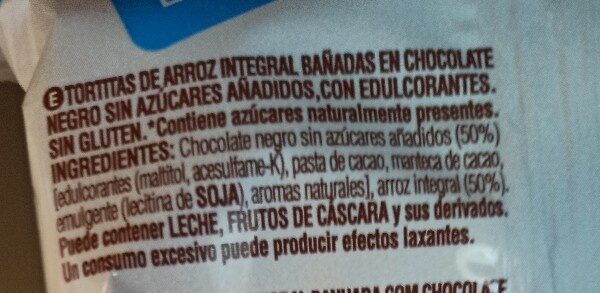 E TORTITAS DE ARROZ INTEGRAL BAÑADAS EN CHOCOLATE
NEGRO SIN AZÚCARES AÑADIDOS, CON EDULCORANTES.
SIN GLUTEN. *Contiene azúcares naturalmente presentes.
INGREDIENTES: Chocolate negro sin azúcares añadidos (50%)
[edulcorantes (maltitol, acesulfame-K), pasta de cacao, manteca de cacao,
emulgente (lecitina de SOJA), aromas naturales], arroz integral (50%).
Puede contener LECHE, FRUTOS DE CÁSCARA y sus derivados.
Un consumo excesivo puede producir efectos laxantes.
COM CHOCOLATE